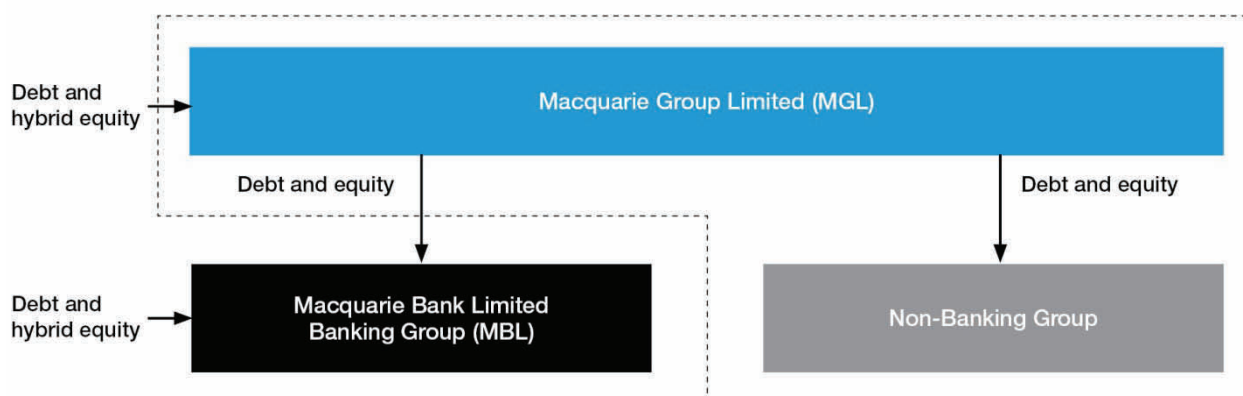 Macquarie Group Limited (MGL)
Debt and
hybrid equity
Debt and equity
Debt and equity
Macquarie Bank Limited
Banking Group (MBL)
Debt and
hybrid equity
Non-Banking Group